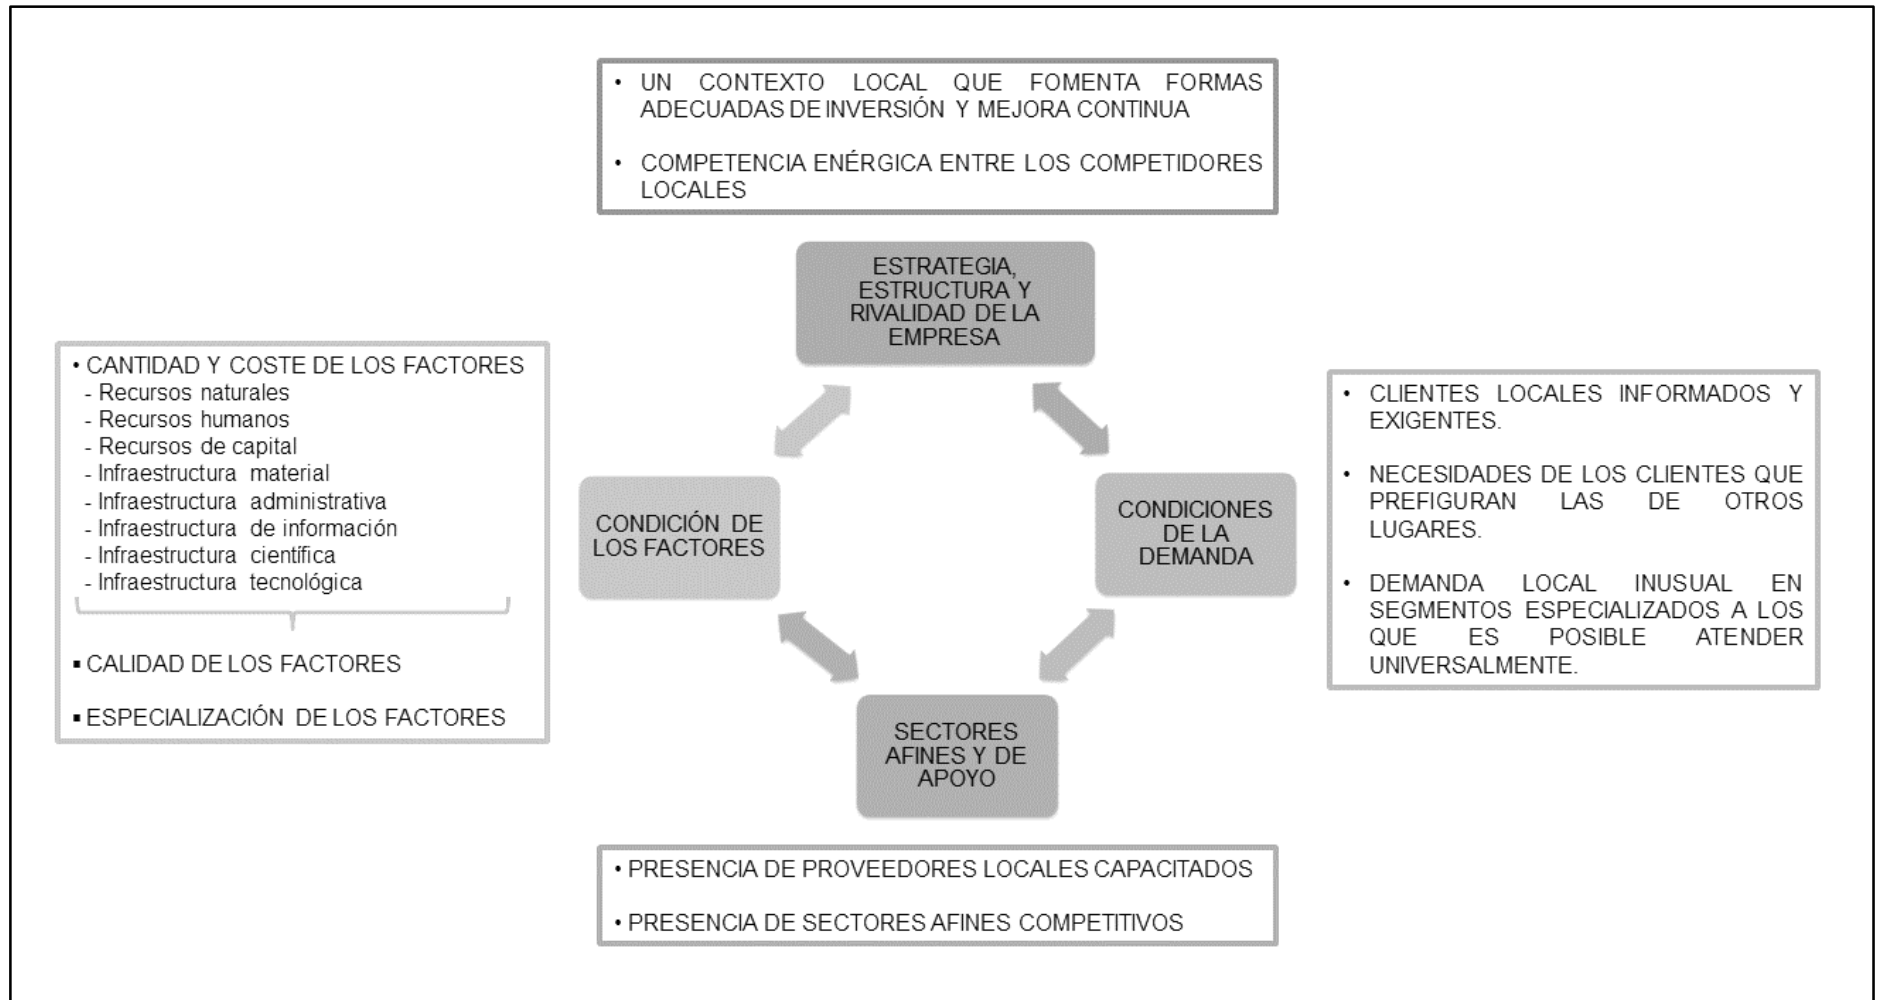 • UN CONTEXTO LOCAL QUE FOMENTA FORMAS
ADECUADAS DE INVERSIÓN Y MEJORA CONTINUA
• COMPETENCIA ENÉRGICA ENTRE LOS COMPETIDORES
LOCALES
ESTRATEGIA,
ESTRUCTURA Y
RIVALIDAD DE LA
EMPRESA
• CANTIDAD Y COSTE DE LOS FACTORES
- Recursos naturales
- Recursos humanos
- Recursos de capital
- Infraestructura material
- Infraestructura administrativa
- Infraestructura de información
- Infraestructura científica
- Infraestructura tecnológica
▪ CALIDAD DE LOS FACTORES
▪ ESPECIALIZACIÓN DE LOS FACTORES
CONDICIÓN DE
LOS FACTORES
CONDICIONES
DE LA
DEMANDA
• CLIENTES LOCALES INFORMADOS Y
EXIGENTES.
• NECESIDADES DE LOS CLIENTES QUE
PREFIGURAN LAS DE OTROS
LUGARES.
• DEMANDA LOCAL INUSUAL EN
SEGMENTOS ESPECIALIZADOS A LOS
QUE ES POSIBLE ATENDER
UNIVERSALMENTE.
SECTORES
AFINES Y DE
APOYO
• PRESENCIA DE PROVEEDORES LOCALES CAPACITADOS
• PRESENCIA DE SECTORES AFINES COMPETITIVOS